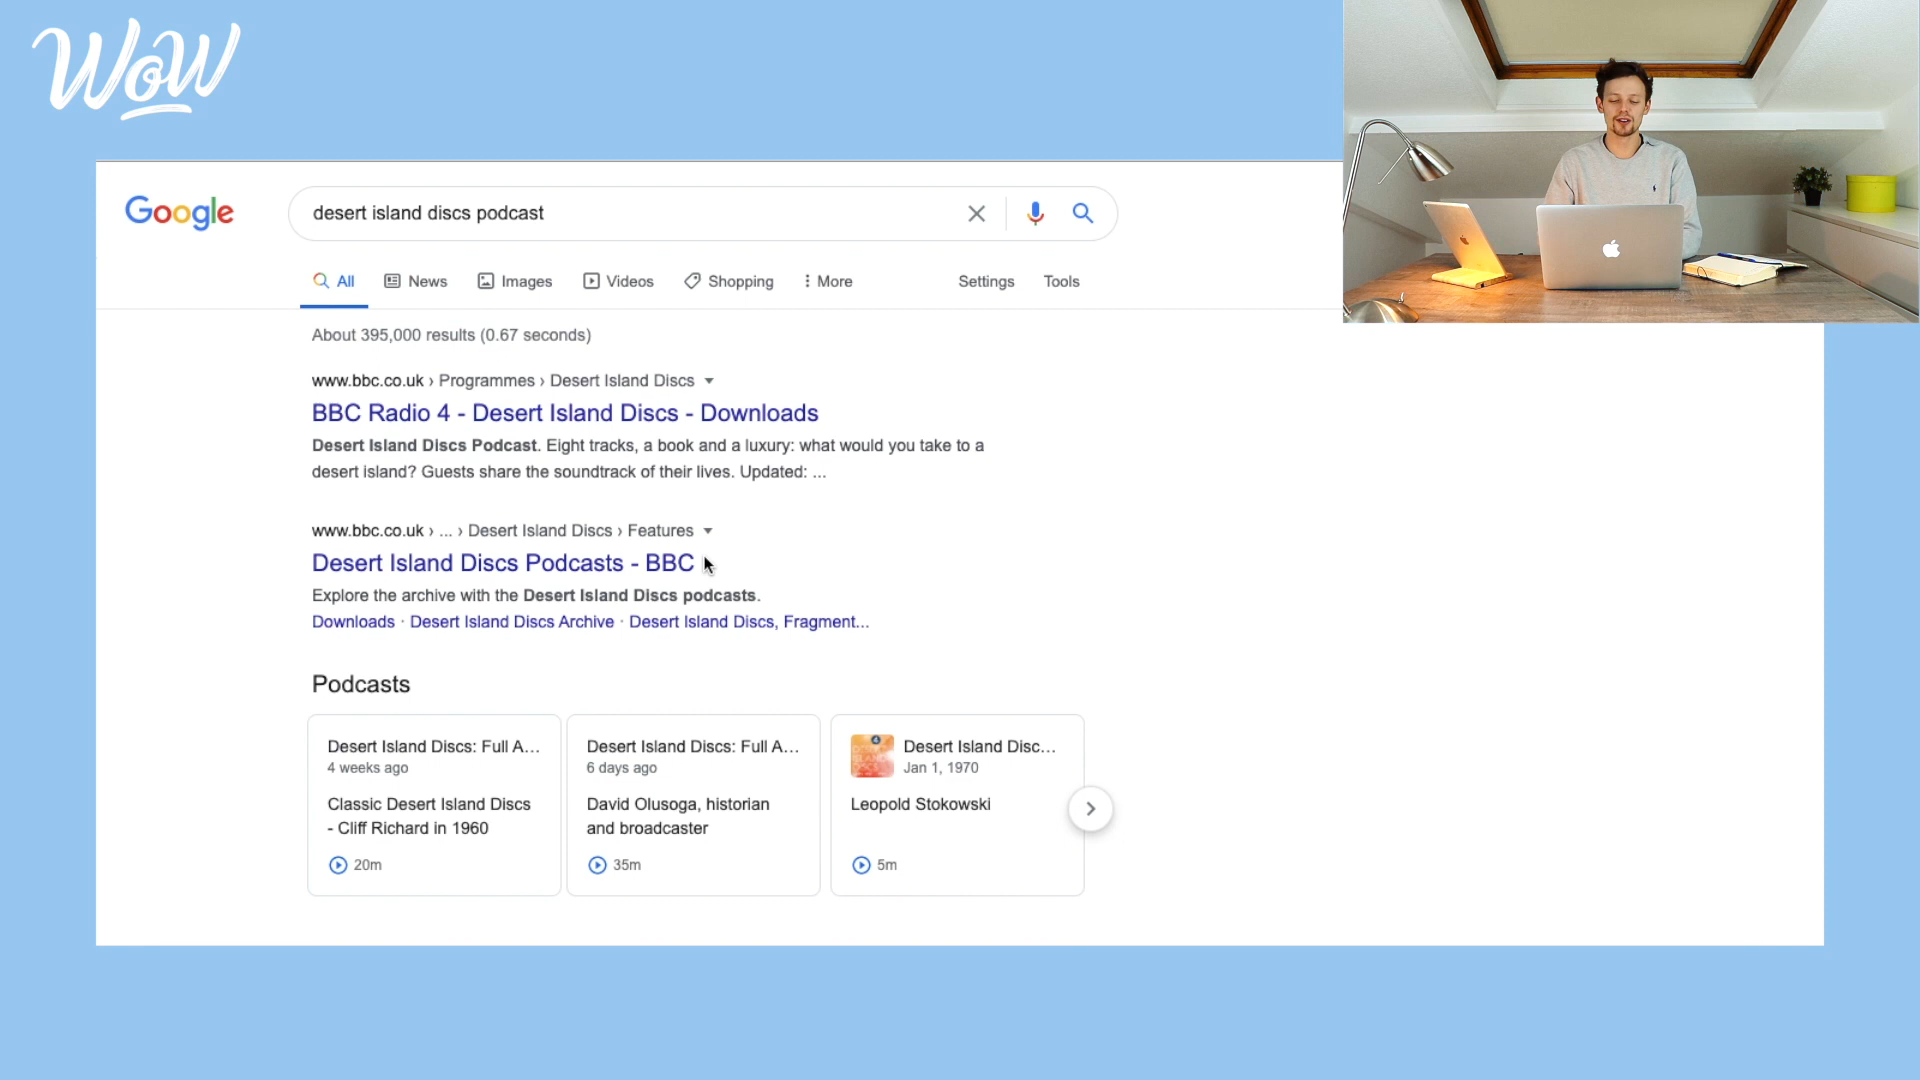 WoW
Google
desert island discs podcast
All News Images Videos Shopping More Settings Tools
About 395,000 results (0.67 seconds)
www.bbc.co.uk › Programmes › Desert Island Discs
BBC Radio 4 - Desert Island Discs - Downloads
Desert Island Discs Podcast. Eight tracks, a book and a luxury: what would you take to a
desert island? Guests share the soundtrack of their lives. Updated: ...
www.bbc.co.uk › ... › Desert Island Discs › Features
Desert Island Discs Podcasts - BBC
Explore the archive with the Desert Island Discs podcasts.
Downloads · Desert Island Discs Archive · Desert Island Discs, Fragment...
Podcasts
Desert Island Discs: Full A...
4 weeks ago
Classic Desert Island Discs
- Cliff Richard in 1960
20m
Desert Island Discs: Full A...
6 days ago
David Olusoga, historian
and broadcaster
35m
Desert Island Disc...
Jan 1, 1970
Leopold Stokowski
5m